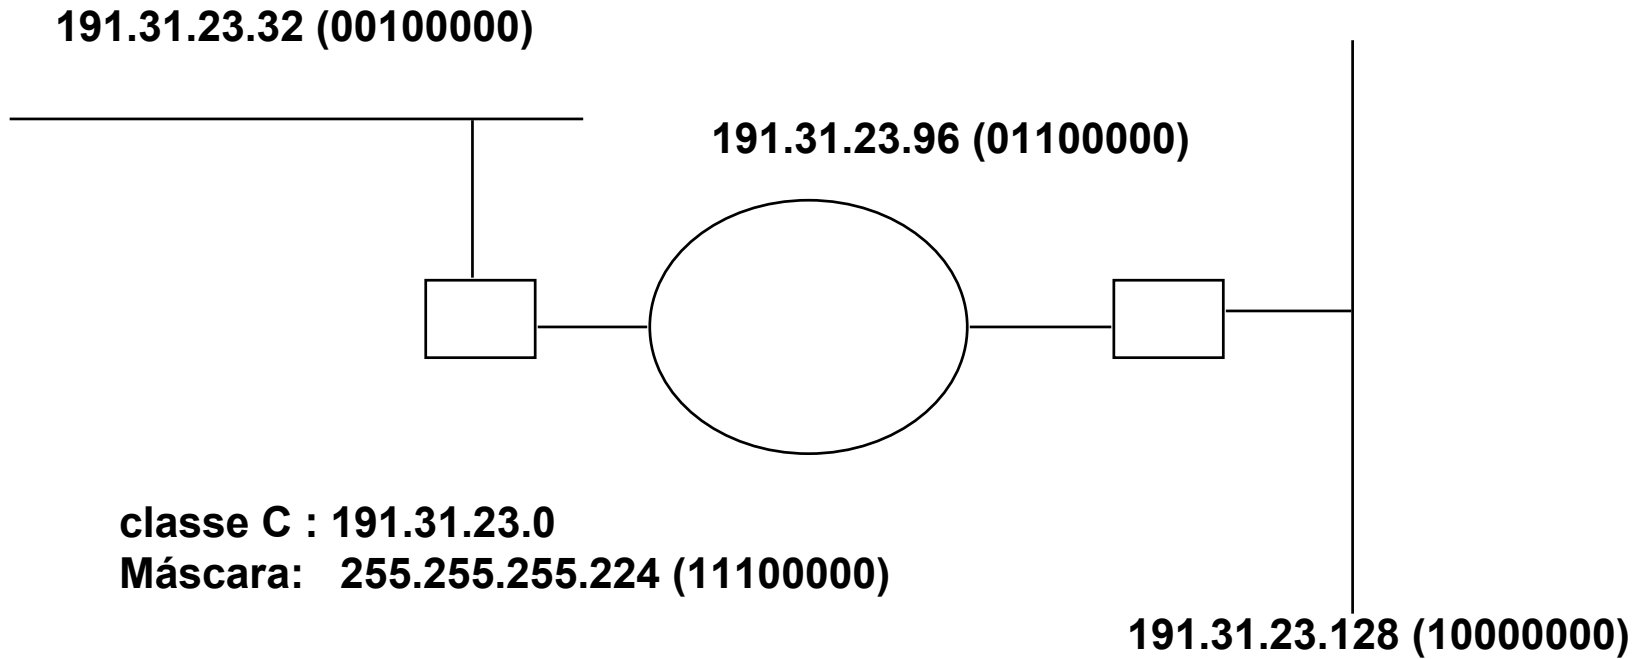 191.31.23.32 (00100000)
191.31.23.96 (01100000)
classe C : 191.31.23.0
Máscara: 255.255.255.224 (11100000)
191.31.23.128 (10000000)